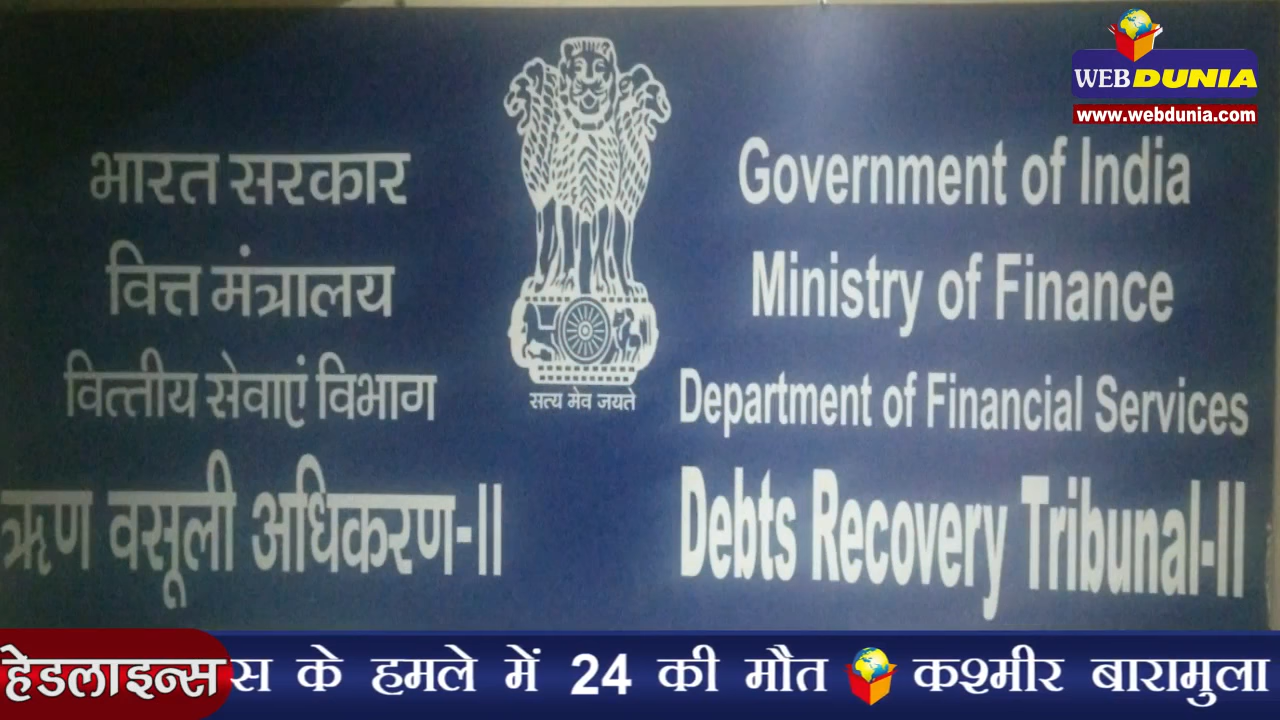 WEBDUNIA
www.webdunia.com
भारत सरकार
वित्त मंत्रालय
वित्तीय सेवाएं विभाग
ऋण वसूली अधिकरण-II
सत्य मेव जयते
Government of India
Ministry of Finance
Department of Financial Services
Debts Recovery Tribunal-II
हेडलाइन्स
स के हमले में 24 की मौत कश्मीर बारामुला